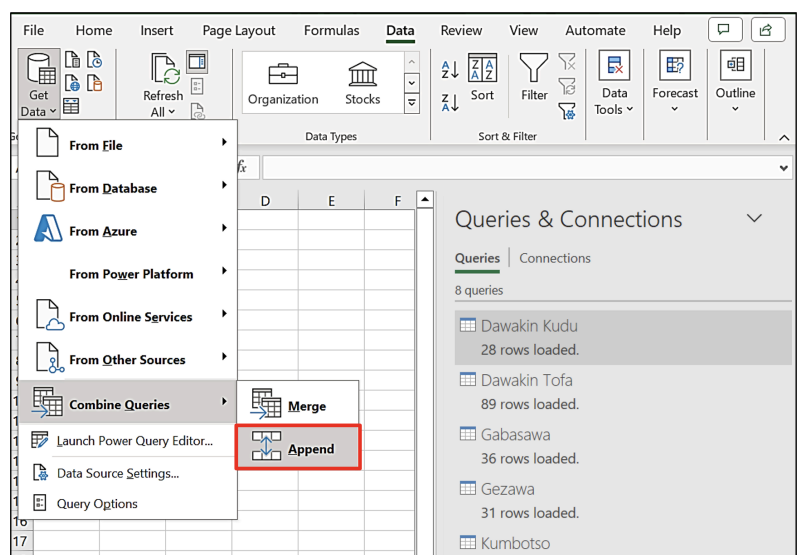 File Home Insert Page Layout Formulas Data Review View Automate Help
Get Data
Refresh All
Organization Stocks
Data Types
Z A
A Z
Sort
Filter
Sort & Filter
Data Tools
Forecast
Outline
From File
From Database
From Azure
From Power Platform
From Online Services
From Other Sources
Combine Queries
Launch Power Query Editor...
Data Source Settings...
Query Options
Merge
Append
fx
D E F
16
17
Queries & Connections
Queries Connections
8 queries
Dawakin Kudu
28 rows loaded.
Dawakin Tofa
89 rows loaded.
Gabasawa
36 rows loaded.
Gezawa
31 rows loaded.
Kumbotso